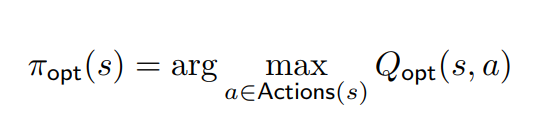 π_opt(s) = arg max_{a∈Actions(s)} Q_opt(s, a)